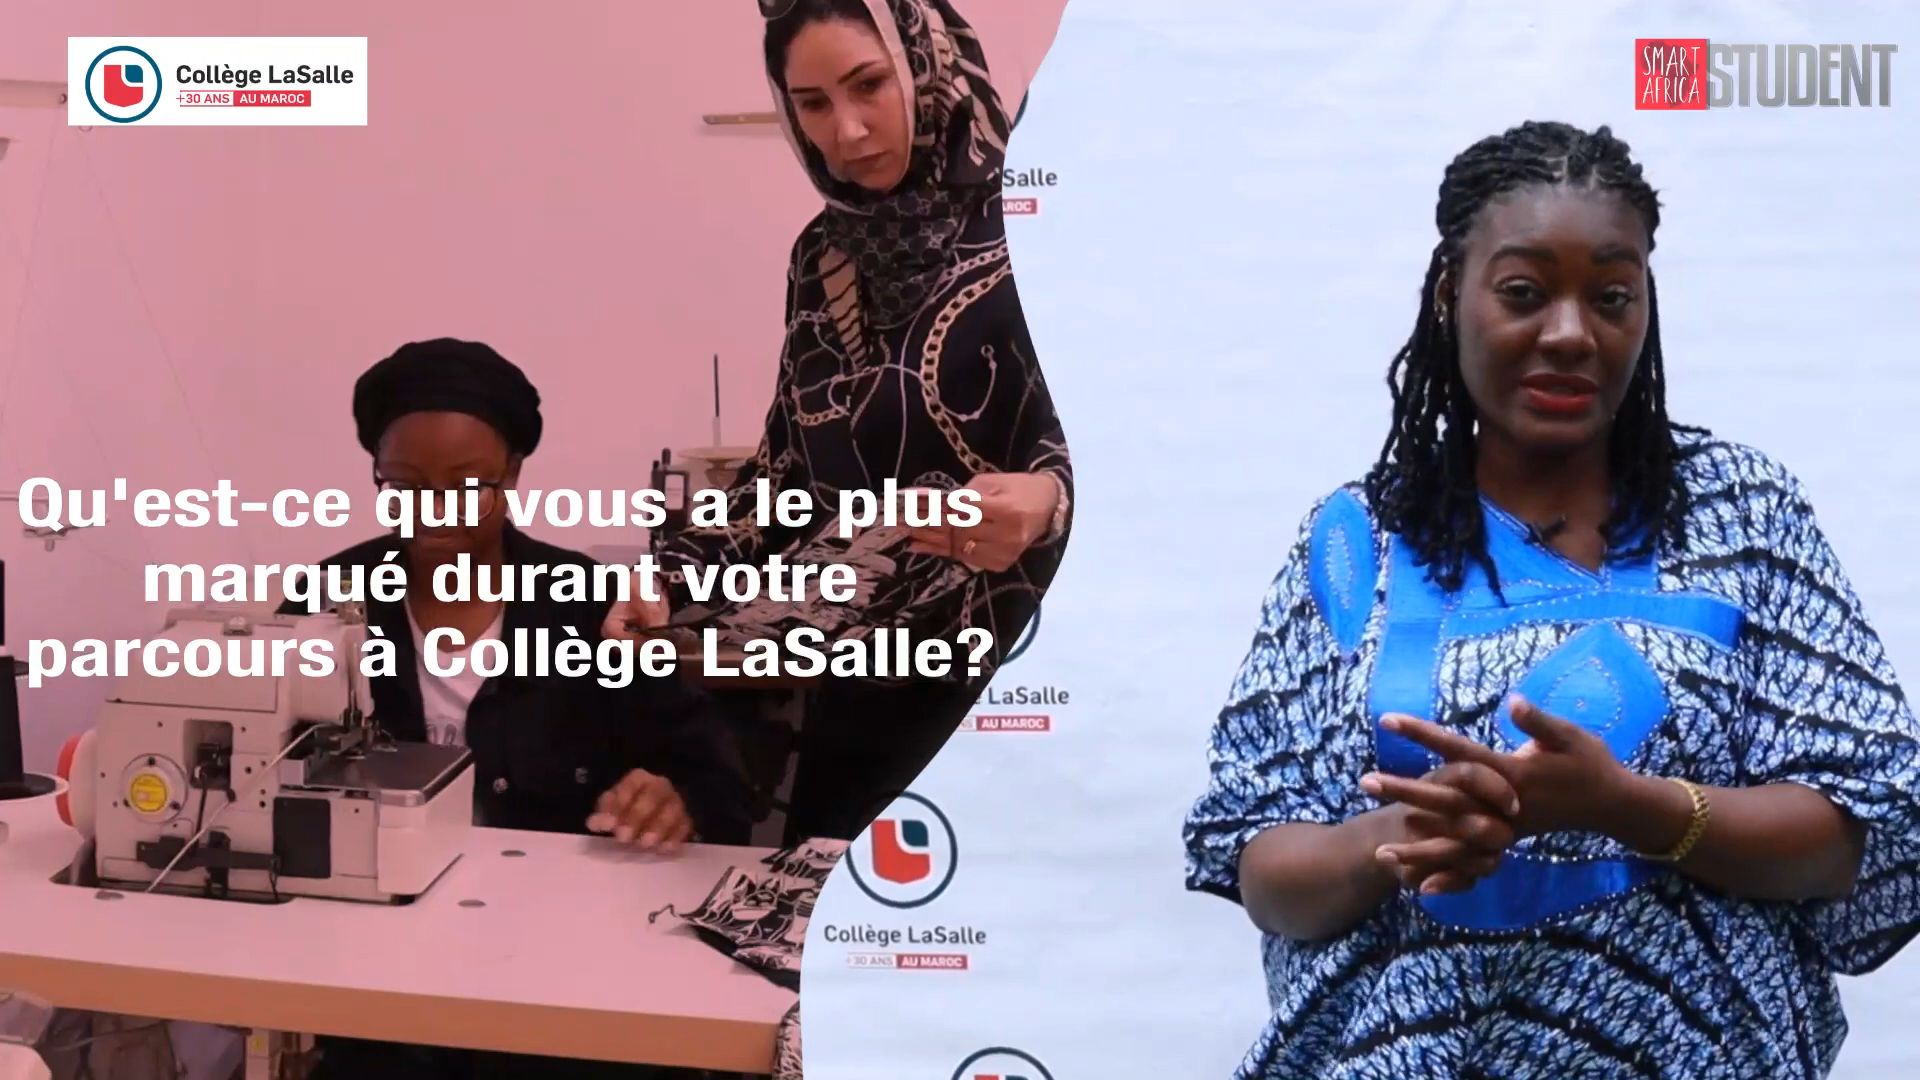 Collège LaSalle
+30 ANS AU MAROC
SMART
AFRICA
STUDENT
Salle
AROC
Qu'est-ce qui vous a le plus
marqué durant votre
parcours à Collège LaSalle?
LaSalle
AU MAROC
Collège LaSalle
+30 ANS AU MAROC